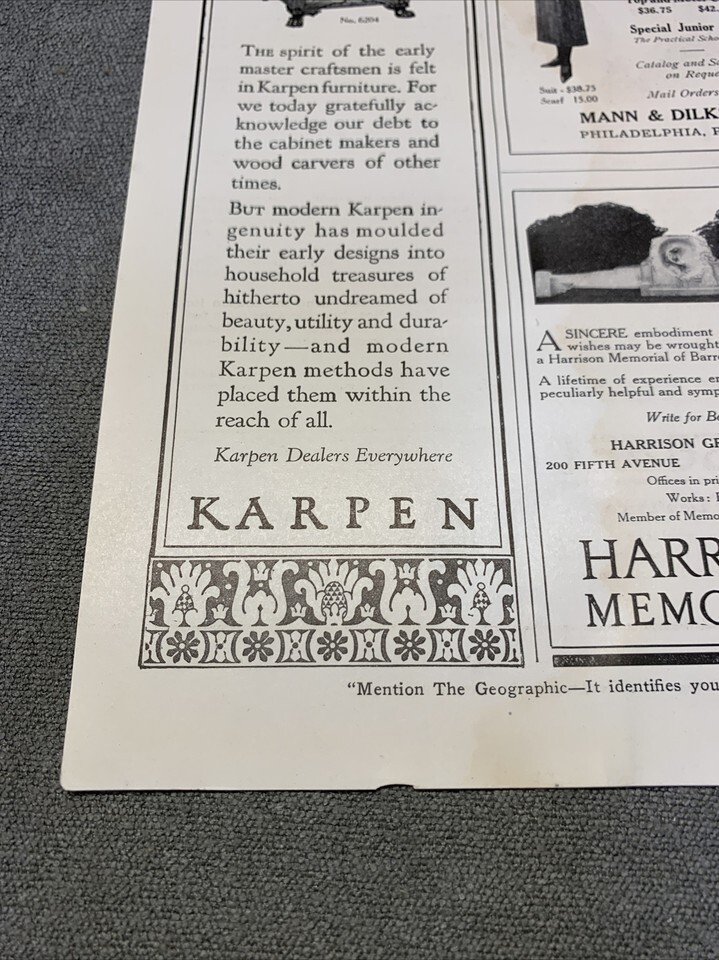 No. 6204
THE spirit of the early
master craftsmen is felt
in Karpen furniture. For
we today gratefully ac-
knowledge our debt to
the cabinet makers and
wood carvers of other
times.
BUT modern Karpen in-
genuity has moulded
their early designs into
household treasures of
hitherto undreamed of
beauty, utility and dura-
bility—and modern
Karpen methods have
placed them within the
reach of all.
Karpen Dealers Everywhere
KARPEN
$36.75 $42.
Special Junior
The Practical
Catalog and
on
Suit - $38.75
Scarf 15.00
Mail Orders
MANN &
PHILADELPHIA,
A SINCERE embodiment
wishes may be wrought
a Harrison Memorial of
A lifetime of experience
peculiarly helpful and
Write for
HARRISON
200 FIFTH AVENUE
Offices in
Works:
Member of
"Mention The Geographic—It identifies